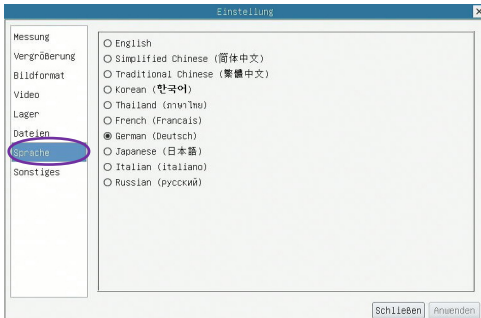 Einstellung
Messung
Vergrößerung
Bildformat
Video
Lager
Dateien
Sprache
Sonstiges
English
Simplified Chinese (简体中文)
Traditional Chinese (繁體中文)
Korean (한국어)
Thailand (ภาษาไทย)
French (Francais)
German (Deutsch)
Japanese (日本語)
Italian (italiano)
Russian (русский)
Schließen
Anwenden